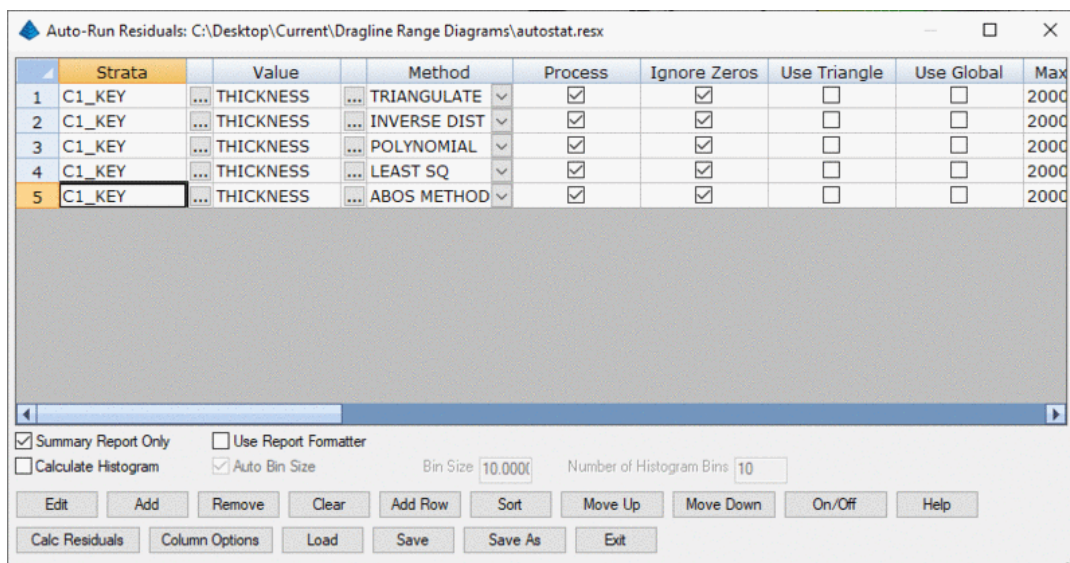 Auto-Run Residuals: C:\Desktop\Current\Dragline Range Diagrams\autostat.resx
Strata Value Method Process Ignore Zeros Use Triangle Use Global Max
1 C1_KEY ... THICKNESS ... TRIANGULATE 2000
2 C1_KEY ... THICKNESS ... INVERSE DIST 2000
3 C1_KEY ... THICKNESS ... POLYNOMIAL 2000
4 C1_KEY ... THICKNESS ... LEAST SQ 2000
5 C1_KEY ... THICKNESS ... ABOS METHOD 2000
Summary Report Only Use Report Formatter
Calculate Histogram Auto Bin Size Bin Size 10.000 Number of Histogram Bins 10
Edit Add Remove Clear Add Row Sort Move Up Move Down On/Off Help
Calc Residuals Column Options Load Save Save As Exit